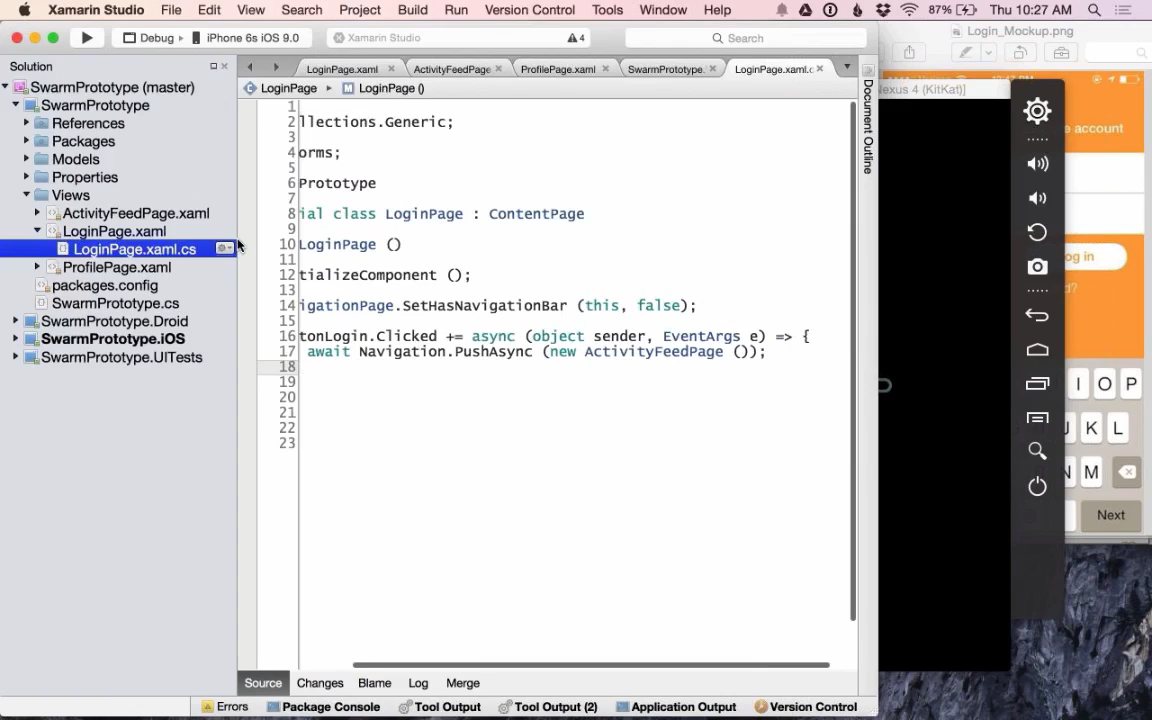 Xamarin Studio File Edit View Search Project Build Run Version Control Tools Window Help 87% Thu 10:27 AM
Login_Mockup.png
Debug iPhone 6s iOS 9.0 Xamarin Studio 4 Search
Solution
LoginPage.xaml ActivityFeedPage ProfilePage.xaml SwarmPrototype. LoginPage.xaml.c
LoginPage LoginPage ()
SwarmPrototype (master)
SwarmPrototype
References
Packages
Models
Properties
Views
ActivityFeedPage.xaml
LoginPage.xaml
LoginPage.xaml.cs
ProfilePage.xaml
packages.config
SwarmPrototype.cs
SwarmPrototype.Droid
SwarmPrototype.iOS
SwarmPrototype.UITests
1
2 llections.Generic;
3
4 orms;
5
6 Prototype
7
8 ial class LoginPage : ContentPage
9
10 LoginPage ()
11
12 tializeComponent ();
13
14 igationPage.SetHasNavigationBar (this, false);
15
16 tonLogin.Clicked += async (object sender, EventArgs e) => {
17 await Navigation.PushAsync (new ActivityFeedPage ());
18
19
20
21
22
23
Document Outline
Nexus 4 (KitKat)]
e account
og in
d?
I O P
J K L
N M
Next
Source Changes Blame Log Merge
Errors Package Console Tool Output Tool Output (2) Application Output Version Control